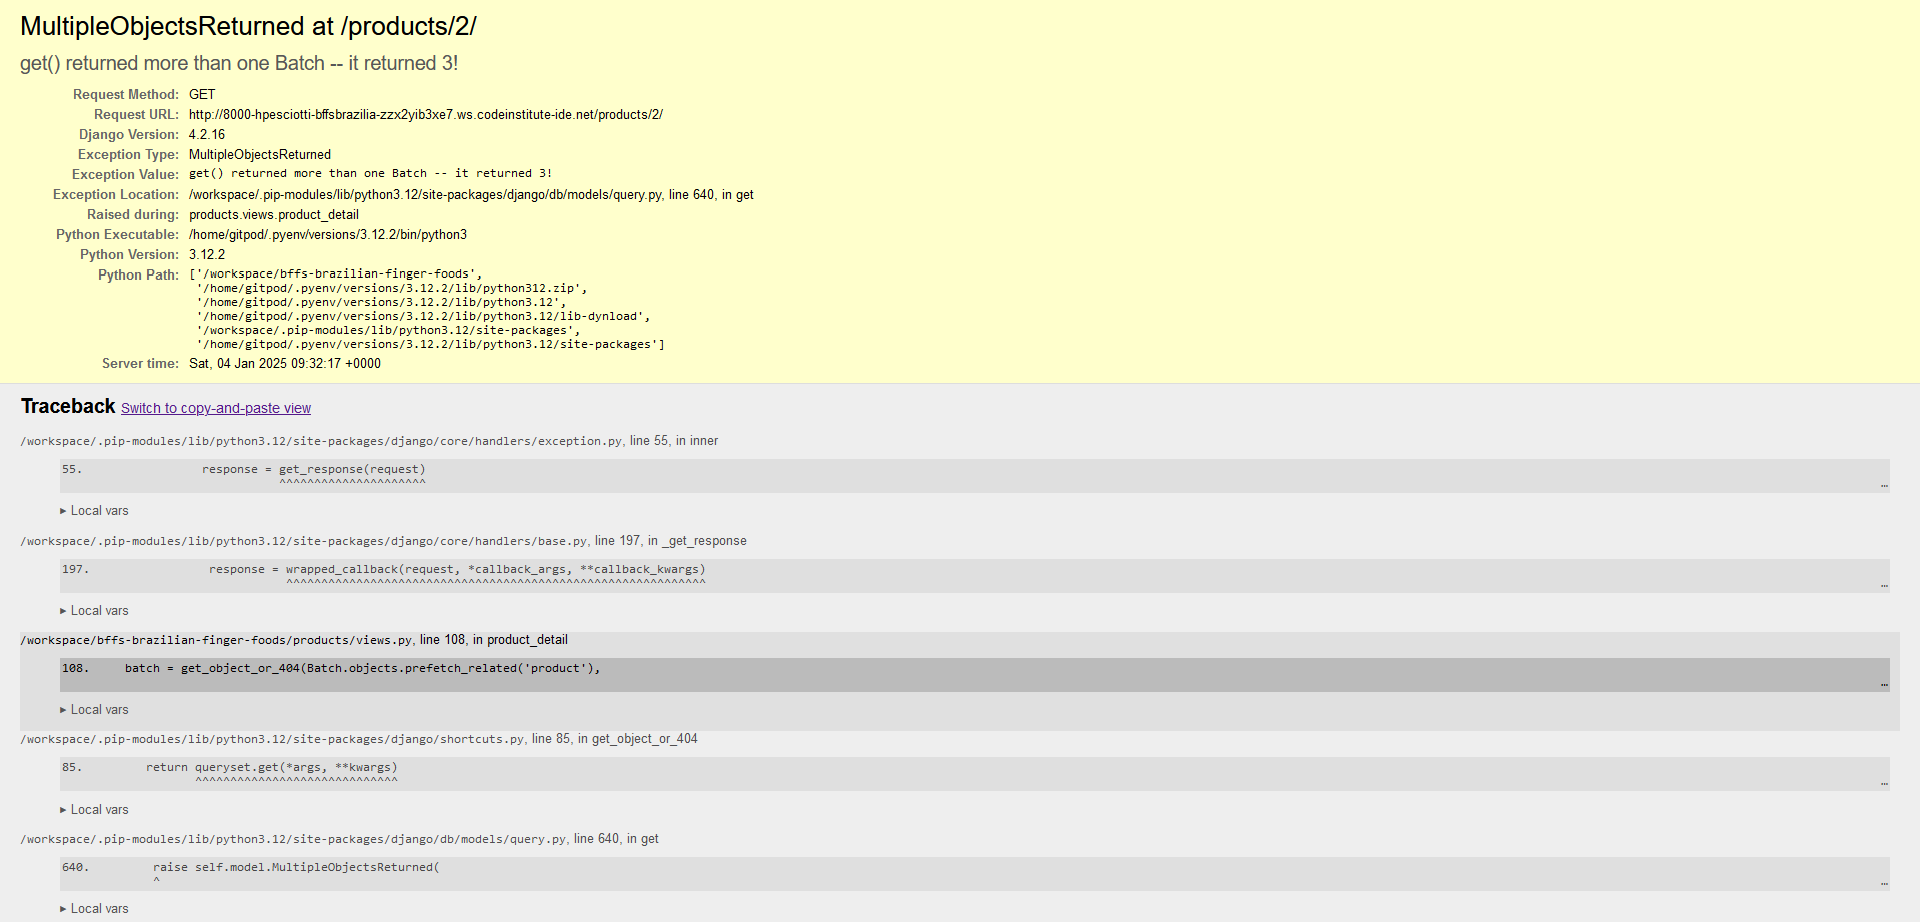 MultipleObjectsReturned at /products/2/
get() returned more than one Batch -- it returned 3!
Request Method: GET
Request URL: http://8000-hpesciotti-bffsbrazilia-zzx2yib3xe7.ws.codeinstitute-ide.net/products/2/
Django Version: 4.2.16
Exception Type: MultipleObjectsReturned
Exception Value: get() returned more than one Batch -- it returned 3!
Exception Location: /workspace/.pip-modules/lib/python3.12/site-packages/django/db/models/query.py, line 640, in get
Raised during: products.views.product_detail
Python Executable: /home/gitpod/.pyenv/versions/3.12.2/bin/python3
Python Version: 3.12.2
Python Path: ['/workspace/bffs-brazilian-finger-foods',
'/home/gitpod/.pyenv/versions/3.12.2/lib/python312.zip',
'/home/gitpod/.pyenv/versions/3.12.2/lib/python3.12',
'/home/gitpod/.pyenv/versions/3.12.2/lib/python3.12/lib-dynload',
'/workspace/.pip-modules/lib/python3.12/site-packages',
'/home/gitpod/.pyenv/versions/3.12.2/lib/python3.12/site-packages']
Server time: Sat, 04 Jan 2025 09:32:17 +0000
Traceback Switch to copy-and-paste view
/workspace/.pip-modules/lib/python3.12/site-packages/django/core/handlers/exception.py, line 55, in inner
55. response = get_response(request)
^^^^^^^^^^^^^^^^^^^^^
…
▸ Local vars
/workspace/.pip-modules/lib/python3.12/site-packages/django/core/handlers/base.py, line 197, in _get_response
197. response = wrapped_callback(request, *callback_args, **callback_kwargs)
^^^^^^^^^^^^^^^^^^^^^^^^^^^^^^^^^^^^^^^^^^^^^^^^^^^^^^^^^^^^
…
▸ Local vars
/workspace/bffs-brazilian-finger-foods/products/views.py, line 108, in product_detail
108. batch = get_object_or_404(Batch.objects.prefetch_related('product'),
…
▸ Local vars
/workspace/.pip-modules/lib/python3.12/site-packages/django/shortcuts.py, line 85, in get_object_or_404
85. return queryset.get(*args, **kwargs)
^^^^^^^^^^^^^^^^^^^^^^^^^^^^^
…
▸ Local vars
/workspace/.pip-modules/lib/python3.12/site-packages/django/db/models/query.py, line 640, in get
640. raise self.model.MultipleObjectsReturned(
^
…
▸ Local vars